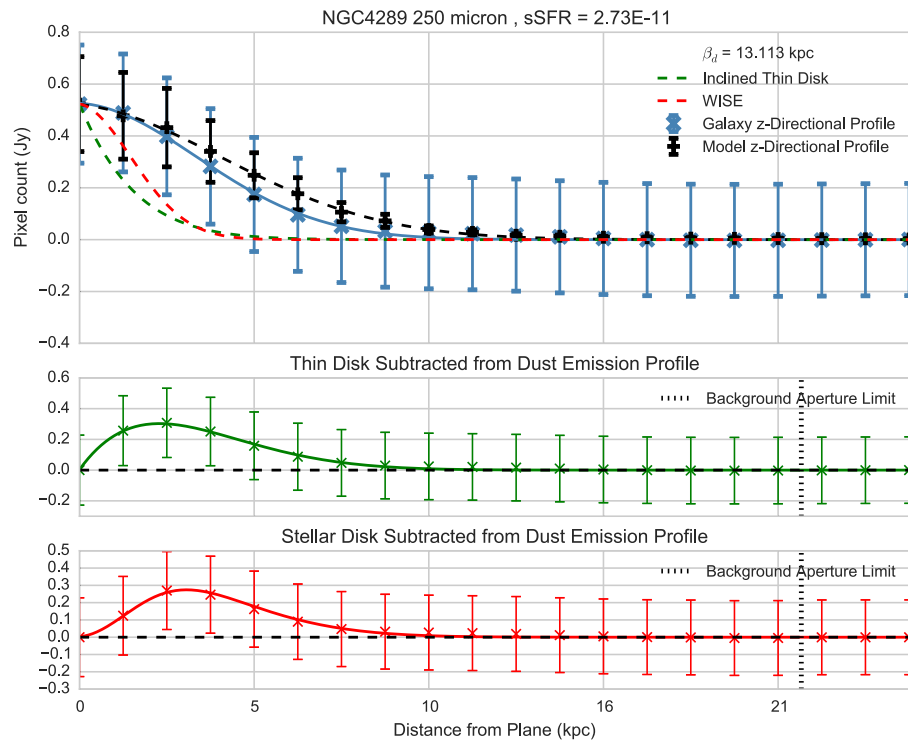 NGC4289 250 micron , sSFR = 2.73E-11
0.8
0.6
0.4
0.2
0.0
−0.2
−0.4
Pixel count (Jy)
β_d = 13.113 kpc
Inclined Thin Disk
WISE
Galaxy z-Directional Profile
Model z-Directional Profile
Thin Disk Subtracted from Dust Emission Profile
0.6
0.4
0.2
0.0
−0.2
Background Aperture Limit
Stellar Disk Subtracted from Dust Emission Profile
0.5
0.4
0.3
0.2
0.1
0.0
−0.1
−0.2
−0.3
Background Aperture Limit
0 5 10 16 21
Distance from Plane (kpc)